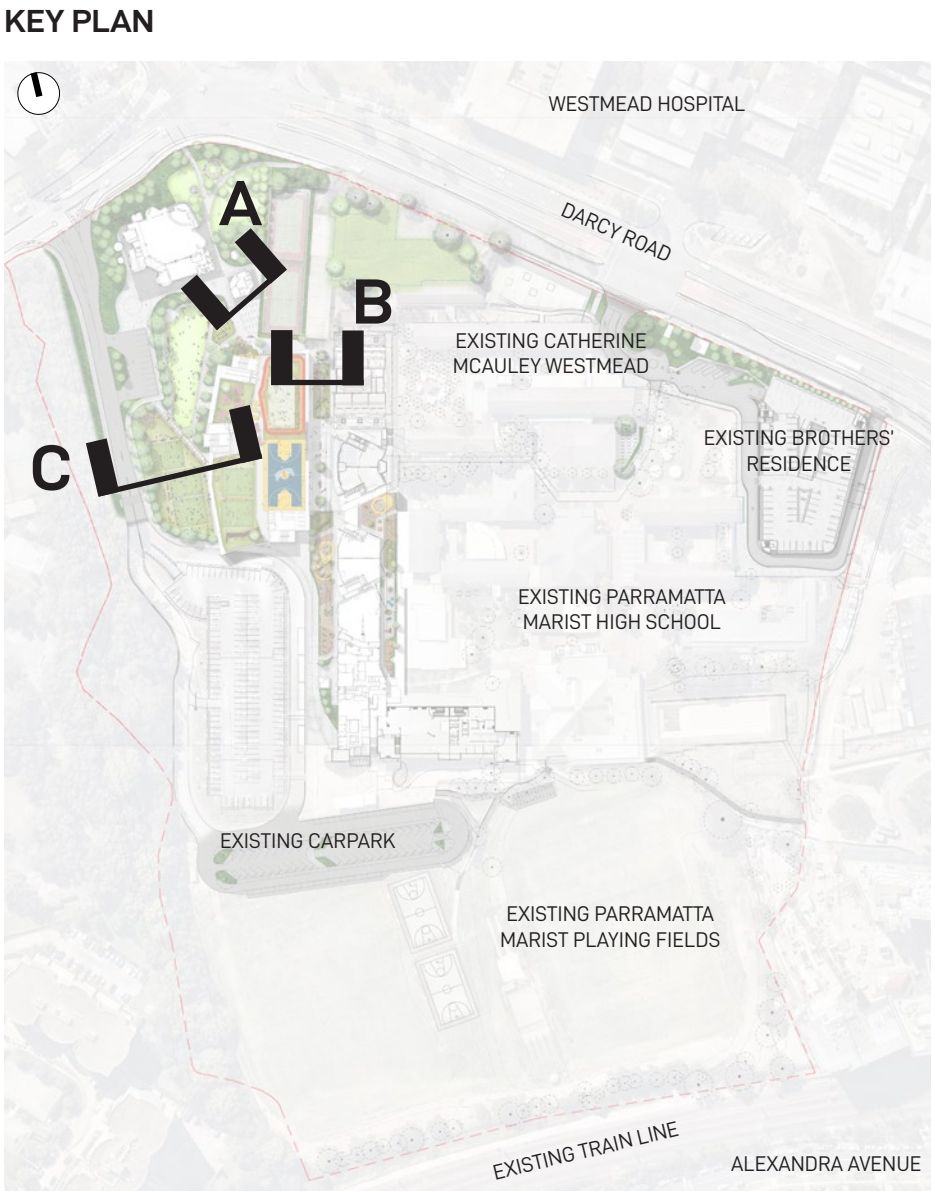 KEY PLAN
WESTMEAD HOSPITAL
DARCY ROAD
A
B
EXISTING CATHERINE
MCAULEY WESTMEAD
EXISTING BROTHERS'
RESIDENCE
C
EXISTING PARRAMATTA
MARIST HIGH SCHOOL
EXISTING CARPARK
EXISTING PARRAMATTA
MARIST PLAYING FIELDS
EXISTING TRAIN LINE
ALEXANDRA AVENUE